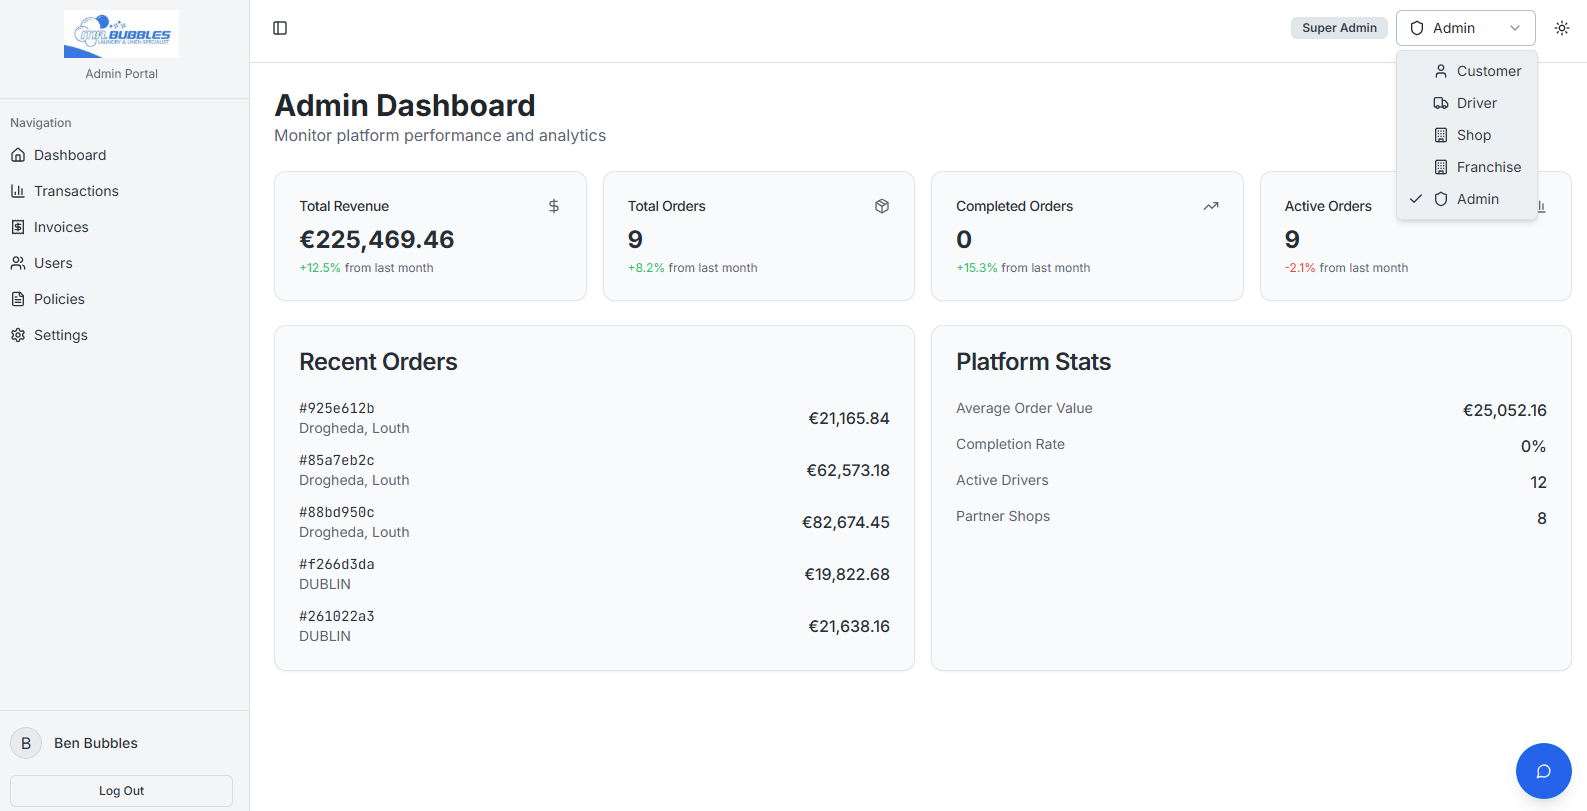 MR.BUBBLES
LAUNDRY & LINEN SPECIALIST
Admin Portal
Navigation
Dashboard
Transactions
Invoices
Users
Policies
Settings
B
Ben Bubbles
Log Out
Super Admin
Admin
Customer
Driver
Shop
Franchise
Admin
Admin Dashboard
Monitor platform performance and analytics
Total Revenue
€225,469.46
+12.5% from last month
Total Orders
9
+8.2% from last month
Completed Orders
0
+15.3% from last month
Active Orders
9
-2.1% from last month
Recent Orders
#925e612b
Drogheda, Louth
€21,165.84
#85a7eb2c
Drogheda, Louth
€62,573.18
#88bd950c
Drogheda, Louth
€82,674.45
#f266d3da
DUBLIN
€19,822.68
#261022a3
DUBLIN
€21,638.16
Platform Stats
Average Order Value
€25,052.16
Completion Rate
0%
Active Drivers
12
Partner Shops
8